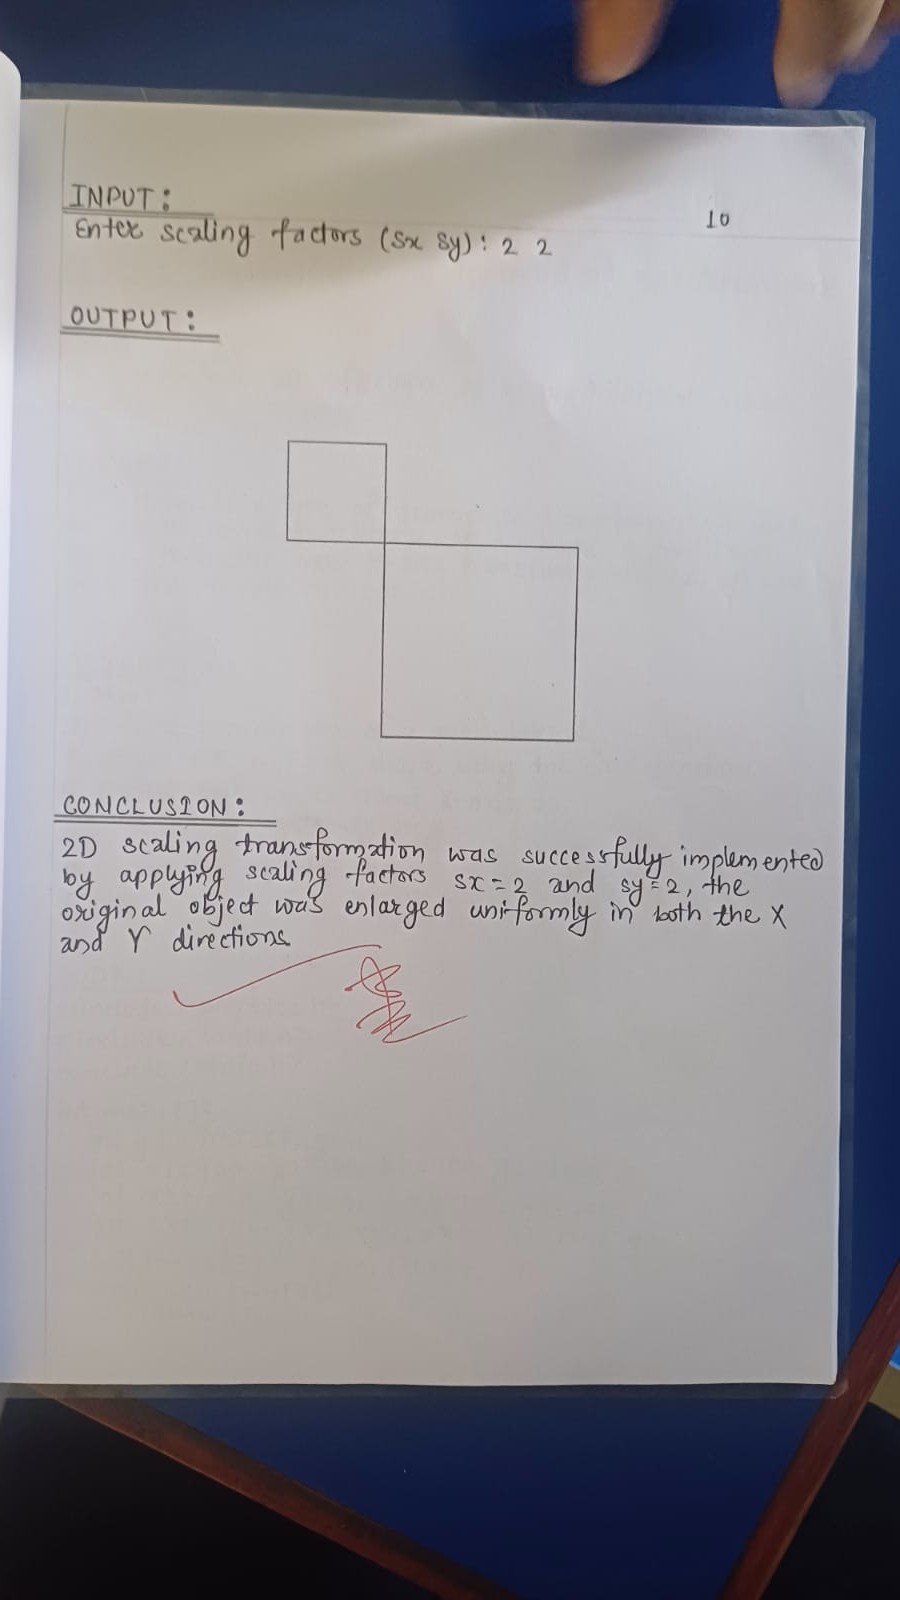 10
INPUT:
Enter scaling factors (Sx Sy): 2 2
OUTPUT:
CONCLUSION:
2D scaling transformation was successfully implemented
by applying scaling factors Sx=2 and sy=2, the
original object was enlarged uniformly in both the X
and Y directions